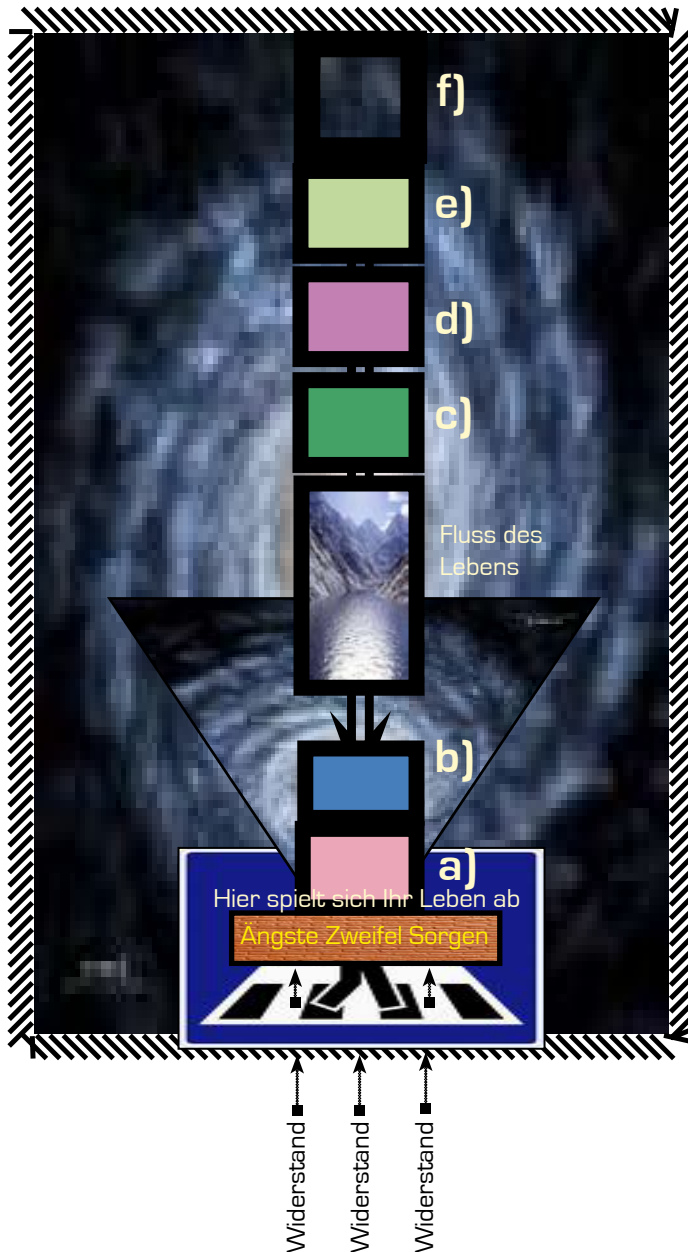 f)
e)
d)
c)
Fluss des
Lebens
b)
a)
Hier spielt sich Ihr Leben ab
Ängste Zweifel Sorgen
Widerstand
Widerstand
Widerstand